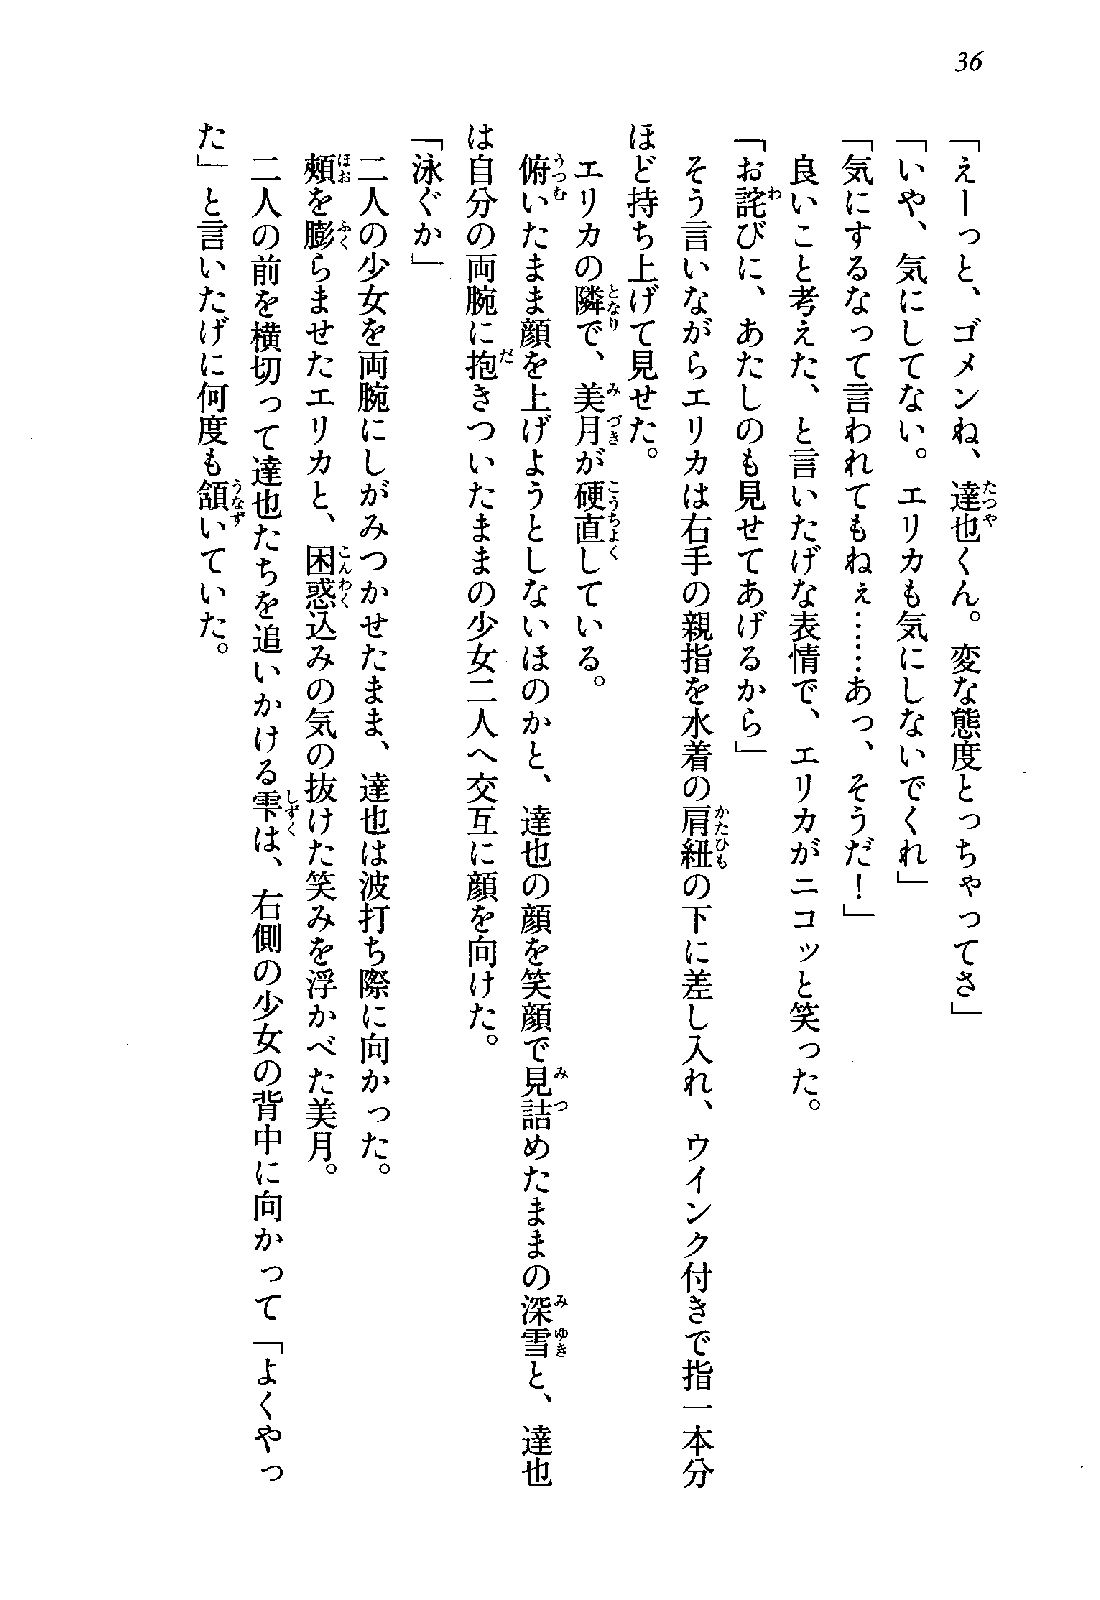 36
「えーっと、ゴメンね、達也くん。変な態度とっちゃってさ」
「いや、気にしてない。エリカも気にしないでくれ」
「気にするなって言われてもねぇ……あっ、そうだ!」
良いこと考えた、と言いたげな表情で、エリカがニコッと笑った。
「お詫びに、あたしのも見せてあげるから」
そう言いながらエリカは右手の親指を水着の肩紐の下に差し入れ、ウインク付きで指一本分
ほど持ち上げて見せた。
エリカの隣で、美月が硬直している。
俯いたまま顔を上げようとしないほのかと、達也の顔を笑顔で見詰めたままの深雪と、達也
は自分の両腕に抱きついたままの少女二人へ交互に顔を向けた。
「泳ぐか」
二人の少女を両腕にしがみつかせたまま、達也は波打ち際に向かった。
頰を膨らませたエリカと、困惑込みの気の抜けた笑みを浮かべた美月。
二人の前を横切って達也たちを追いかける雫は、右側の少女の背中に向かって「よくやっ
た」と言いたげに何度も頷いていた。